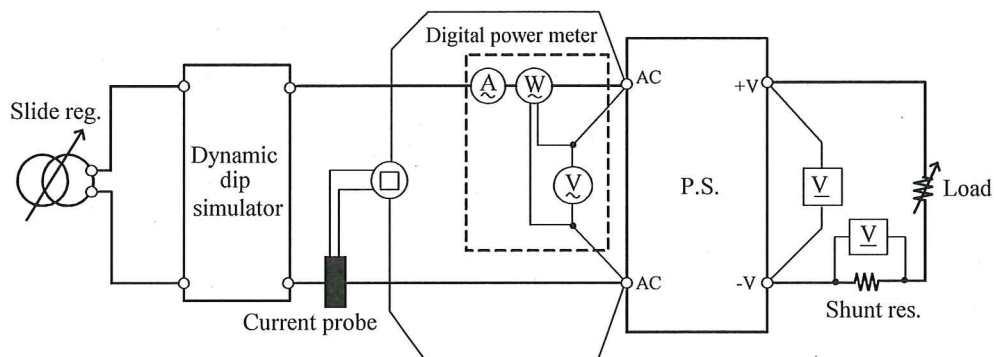 Digital power meter
Slide reg.
Dynamic
dip
simulator
Current probe
A
W
V
AC
AC
P.S.
+V
-V
V
V
Load
Shunt res.